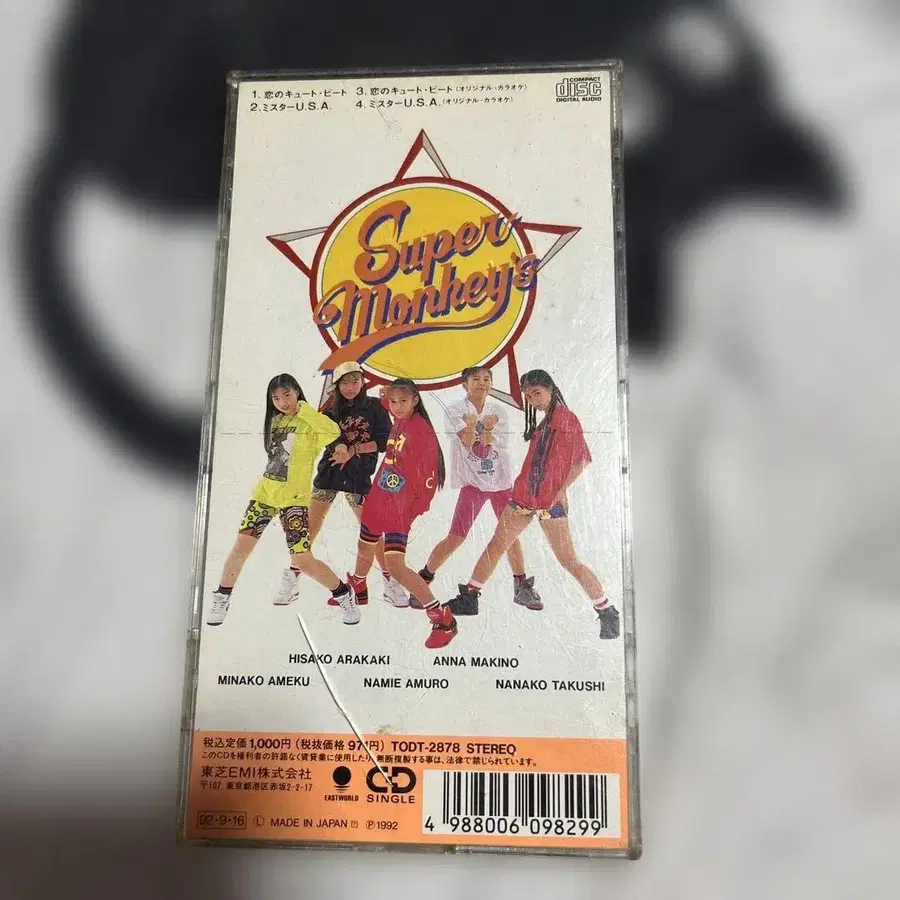 1. 恋のキュート・ビート 3. 恋のキュート・ビート (オリジナル・カラオケ)
2. ミスターU.S.A. 4. ミスターU.S.A. (オリジナル・カラオケ)
COMPACT
disc
DIGITAL AUDIO
Super
Monkey's
HISAKO ARAKAKI ANNA MAKINO
MINAKO AMEKU NAMIE AMURO NANAKO TAKUSHI
税込定価1,000円 (税抜価格 971円) TODT-2878 STEREO
このCDを権利者の許諾なく賃貸業に使用したり、無断複製する事は、法律で禁じられています。
東芝EMI株式会社
〒107 東京都港区赤坂2-2-17
EASTWORLD
CD
SINGLE
92・9・16 Ⓛ MADE IN JAPAN Ⓟ1992
4 988006 098299